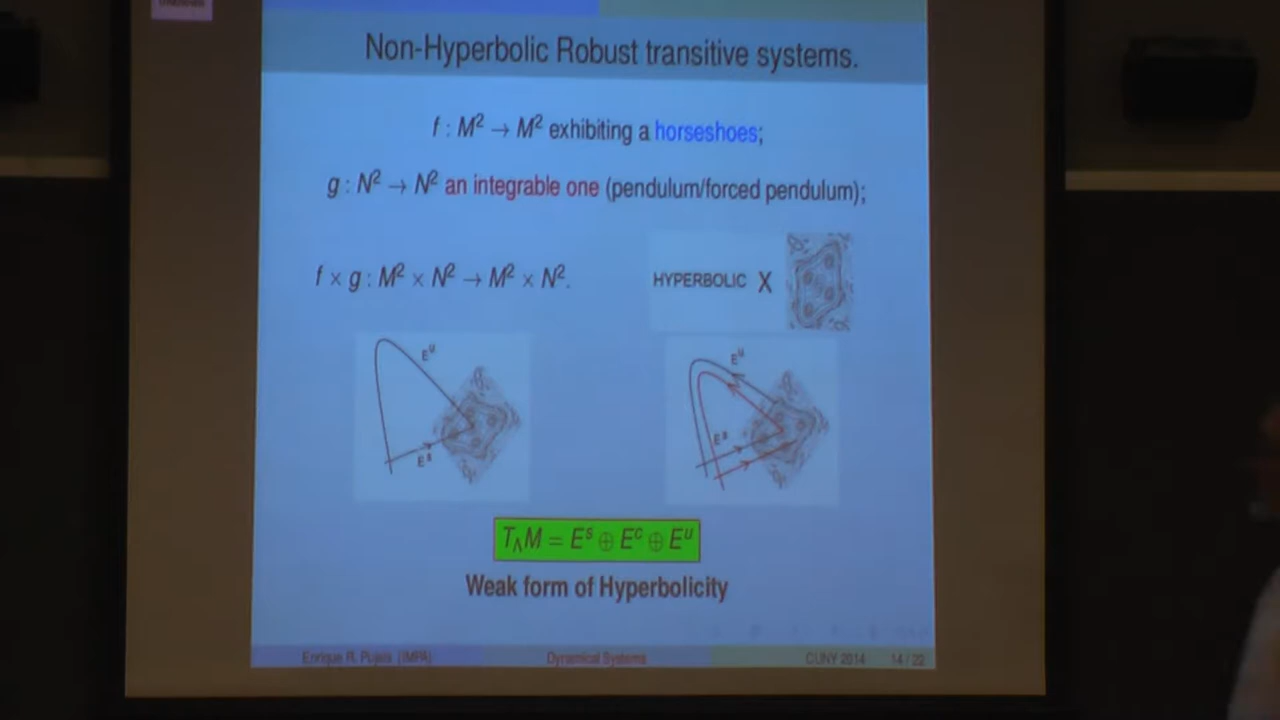 Non-Hyperbolic Robust transitive systems.
f : M² → M² exhibiting a horseshoes;
g : N² → N² an integrable one (pendulum/forced pendulum);
f × g : M² × N² → M² × N².
HYPERBOLIC X
E^u
E^s
E^u
E^s
T_ΛM = E^s ⊕ E^c ⊕ E^u
Weak form of Hyperbolicity
Enrique R. Pujals (IMPA) Dynamical Systems CUNY 2014 14 / 22